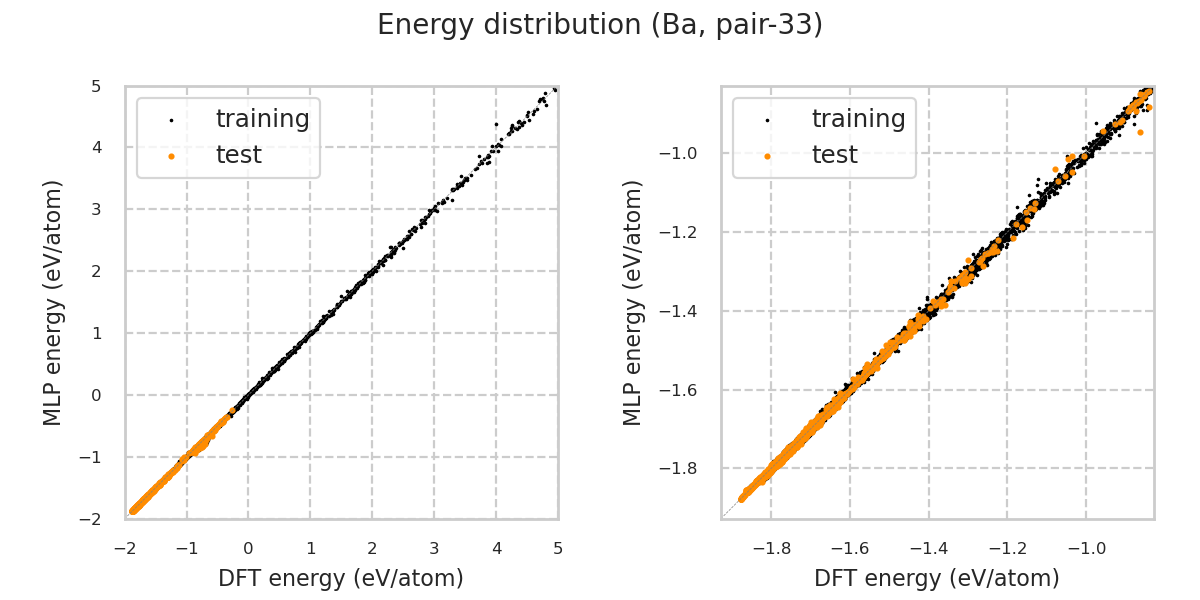 Energy distribution (Ba, pair-33)
training
test
5
4
3
2
1
0
−1
−2
−2
−1
0
1
2
3
4
5
MLP energy (eV/atom)
DFT energy (eV/atom)
training
test
−1.0
−1.2
−1.4
−1.6
−1.8
−1.8
−1.6
−1.4
−1.2
−1.0
MLP energy (eV/atom)
DFT energy (eV/atom)